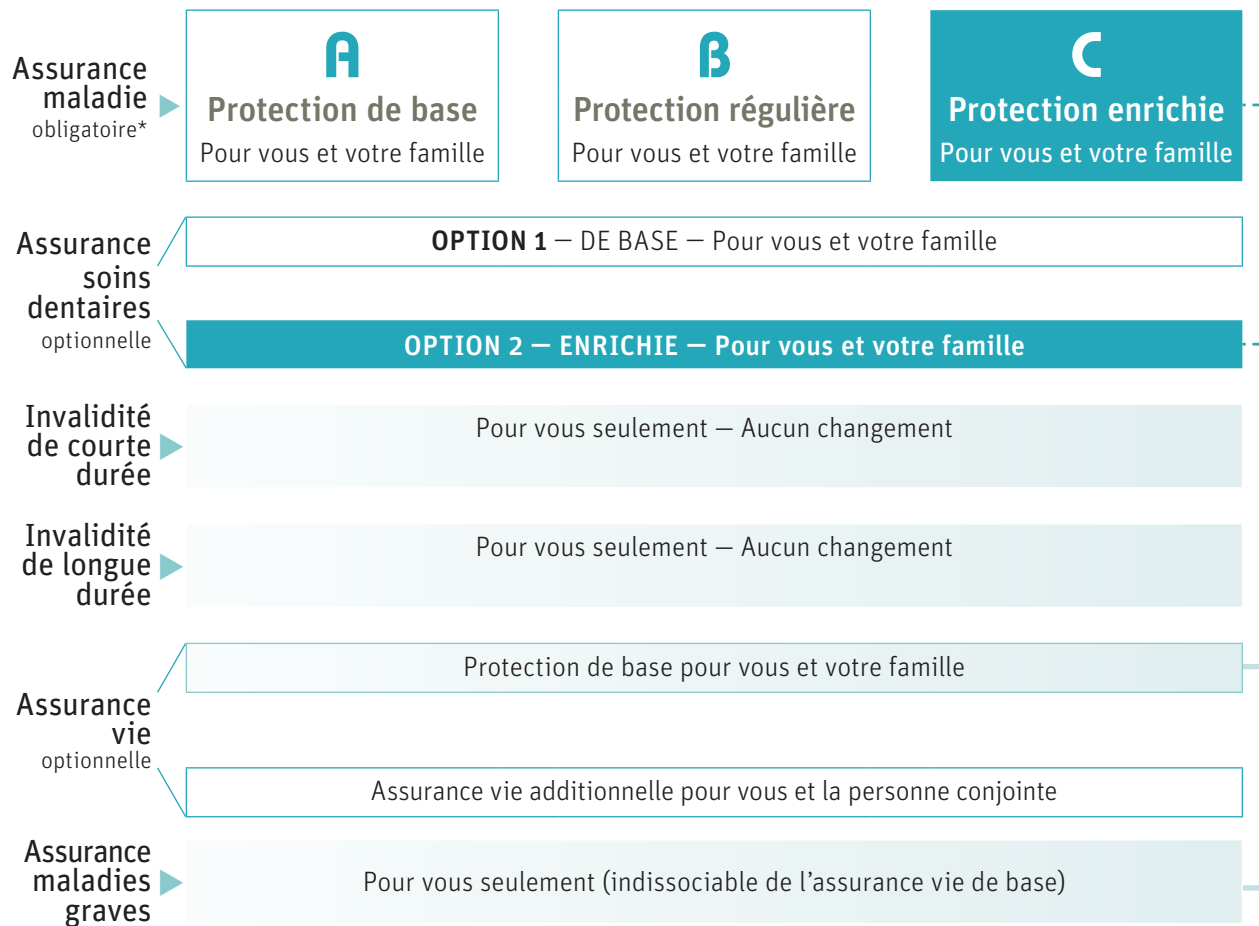 Assurance
maladie
obligatoire*
A
Protection de base
Pour vous et votre famille
B
Protection régulière
Pour vous et votre famille
C
Protection enrichie
Pour vous et votre famille
Assurance
soins
dentaires
optionnelle
OPTION 1 — DE BASE — Pour vous et votre famille
OPTION 2 — ENRICHIE — Pour vous et votre famille
Invalidité
de courte
durée
Pour vous seulement — Aucun changement
Invalidité
de longue
durée
Pour vous seulement — Aucun changement
Assurance
vie
optionnelle
Protection de base pour vous et votre famille
Assurance vie additionnelle pour vous et la personne conjointe
Assurance
maladies
graves
Pour vous seulement (indissociable de l'assurance vie de base)